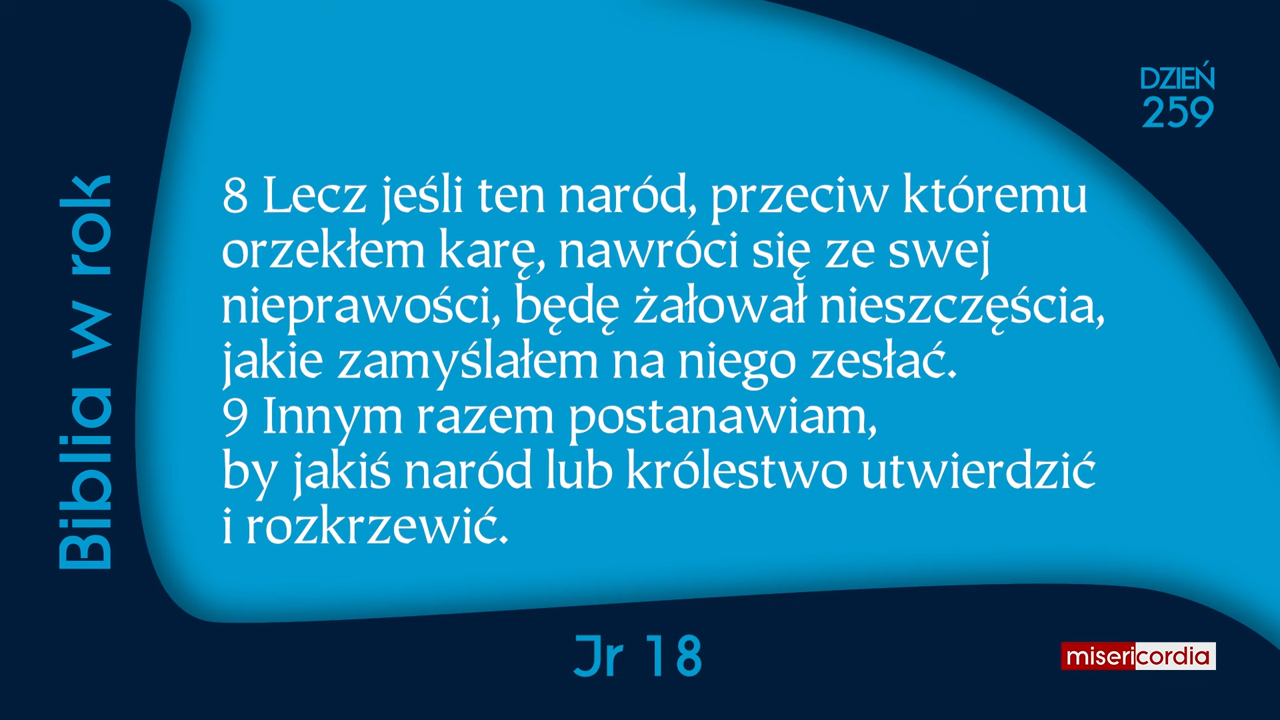 DZIEŃ
259
Biblia w rok
8 Lecz jeśli ten naród, przeciw któremu
orzekłem karę, nawróci się ze swej
nieprawości, będę żałował nieszczęścia,
jakie zamyślałem na niego zesłać.
9 Innym razem postanawiam,
by jakiś naród lub królestwo utwierdzić
i rozkrzewić.
Jr 18
misericordia